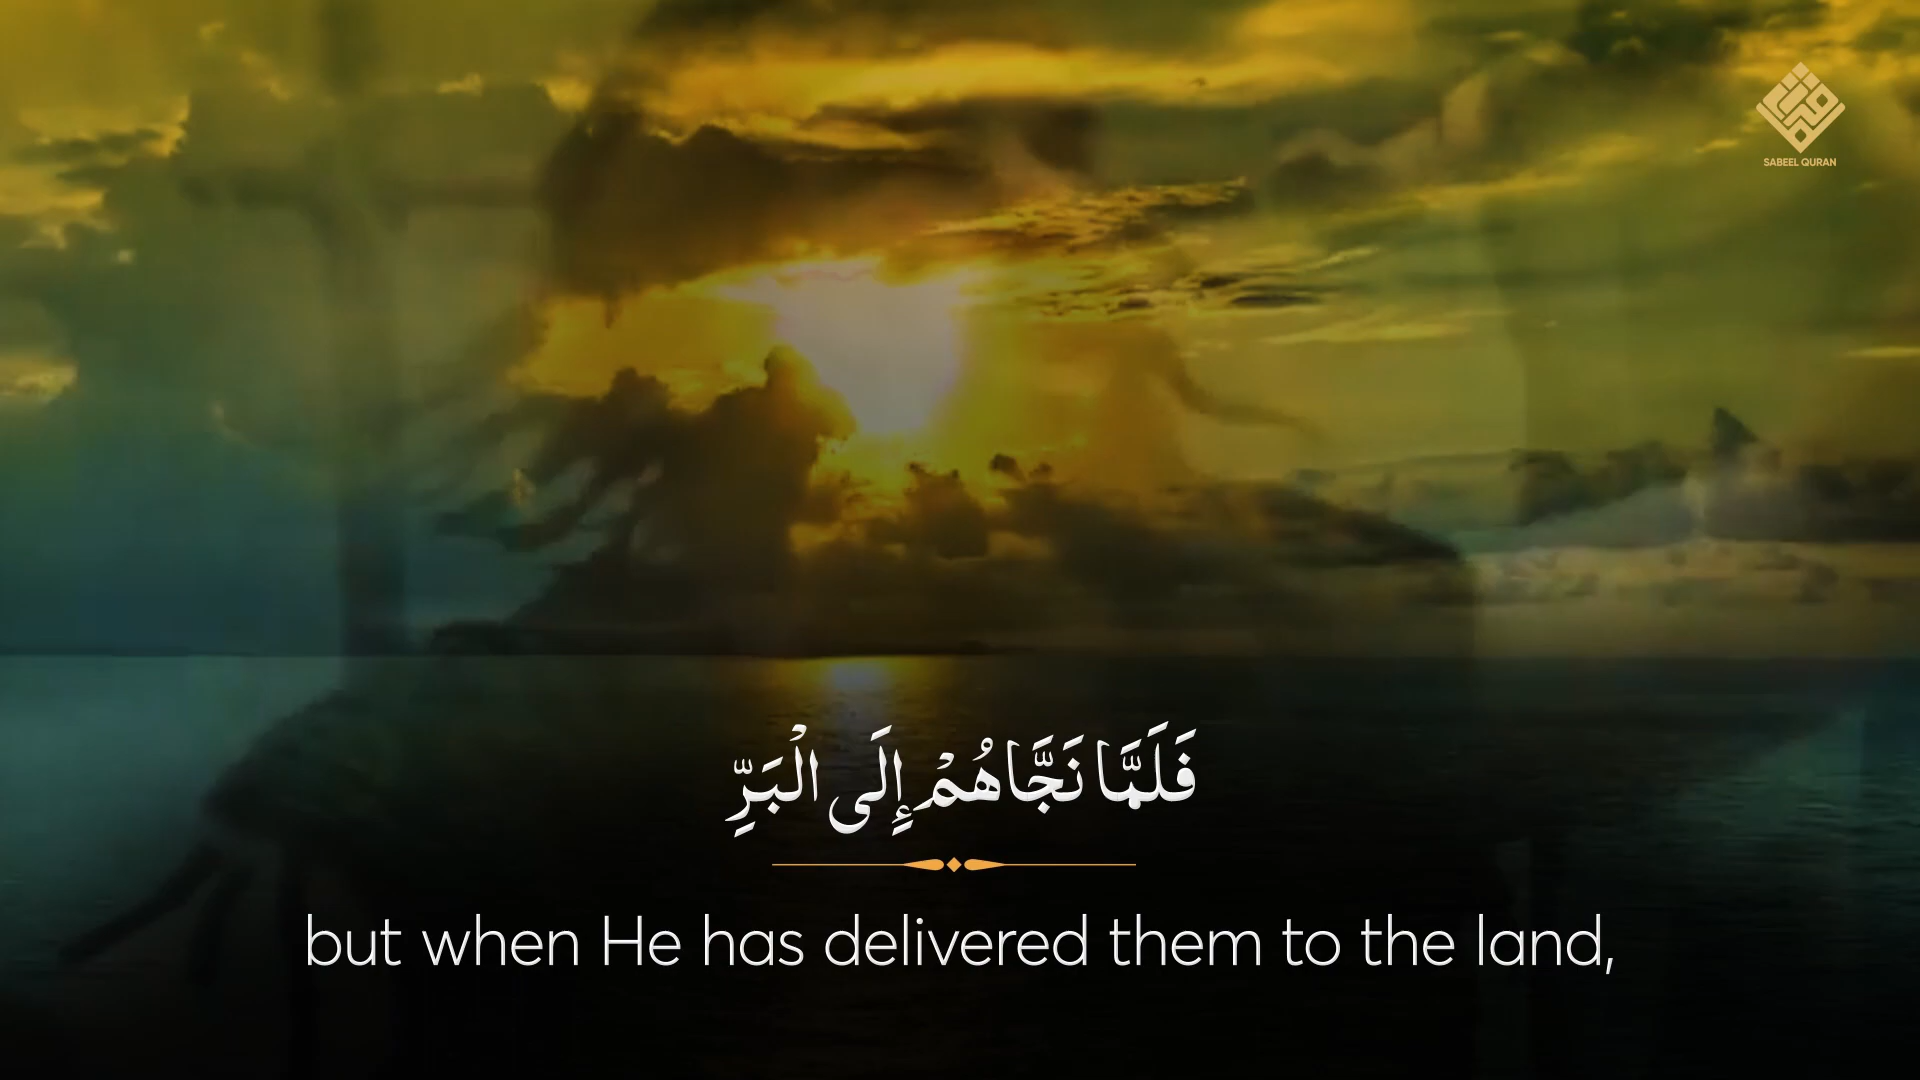 SABEEL QURAN
فَلَمَّا نَجَّاهُمْ إِلَى الْبَرِّ
but when He has delivered them to the land,